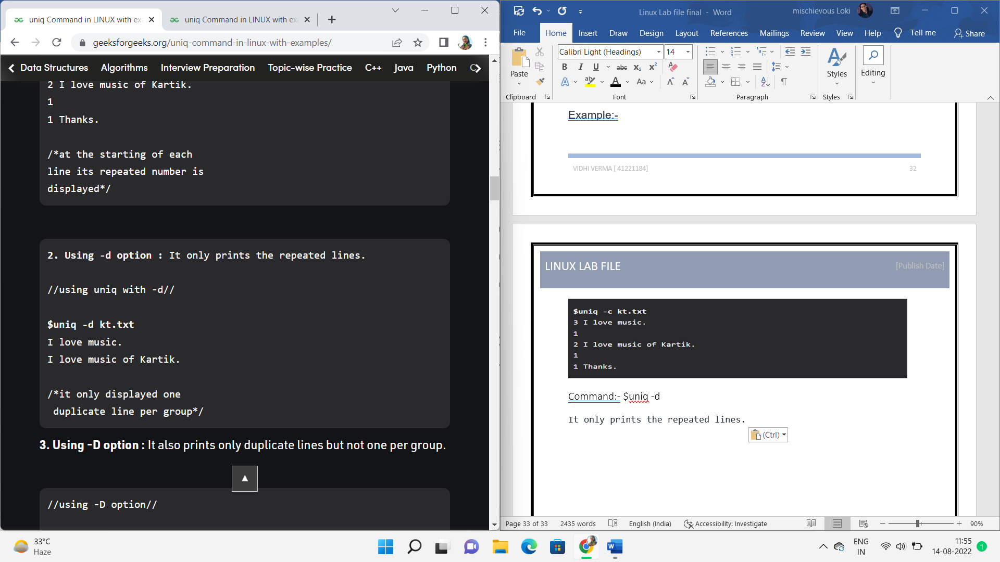 uniq Command in LINUX with exa
uniq Command in LINUX with exa
geeksforgeeks.org/uniq-command-in-linux-with-examples/
Data Structures Algorithms Interview Preparation Topic-wise Practice C++ Java Python
2 I love music of Kartik.
1
1 Thanks.
/*at the starting of each
line its repeated number is
displayed*/
2. Using -d option : It only prints the repeated lines.
//using uniq with -d//
$uniq -d kt.txt
I love music.
I love music of Kartik.
/*it only displayed one
duplicate line per group*/
3. Using -D option : It also prints only duplicate lines but not one per group.
▲
//using -D option//
Linux Lab file final - Word
mischievous Loki
File Home Insert Draw Design Layout References Mailings Review View Help Tell me Share
Calibri Light (Headings) 14
Paste
B I U abc X₂ X² 
A ab A Aa A A
Styles
Editing
Clipboard Font Paragraph Styles
Example:-
VIDHI VERMA [ 41221184] 32
LINUX LAB FILE [Publish Date]
$uniq -c kt.txt
3 I love music.
1
2 I love music of Kartik.
1
1 Thanks.
Command:- $uniq -d
It only prints the repeated lines.
(Ctrl)
Page 33 of 33 2435 words English (India) Accessibility: Investigate 90%
33°C
Haze
ENG
IN
11:55
14-08-2022
1